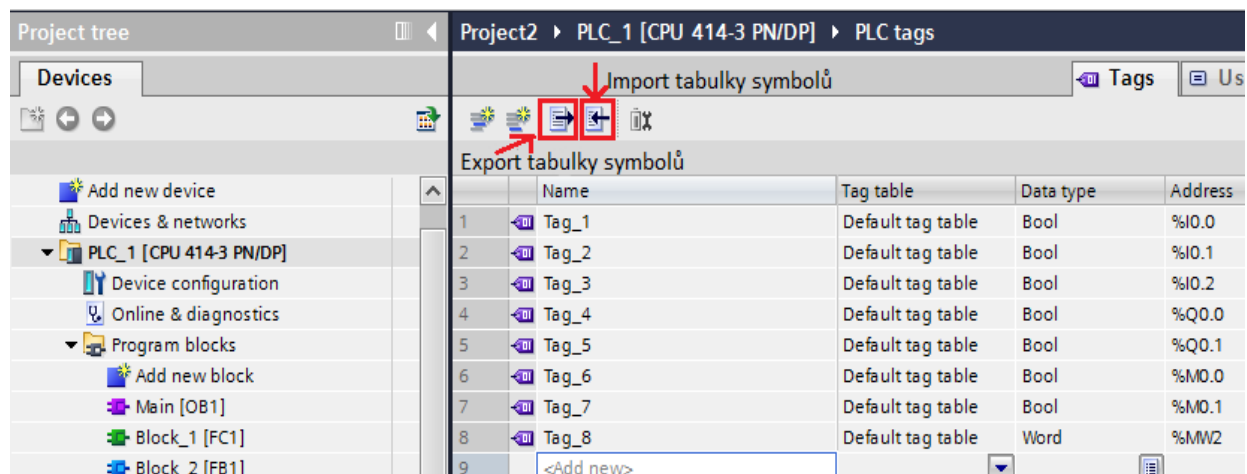 Project tree
Project2 ▸ PLC_1 [CPU 414-3 PN/DP] ▸ PLC tags
Devices
Import tabulky symbolů
Tags
Us
Export tabulky symbolů
Add new device
Devices & networks
PLC_1 [CPU 414-3 PN/DP]
Device configuration
Online & diagnostics
Program blocks
Add new block
Main [OB1]
Block_1 [FC1]
Block_2 [FB1]
Name Tag table Data type Address
1 Tag_1 Default tag table Bool %I0.0
2 Tag_2 Default tag table Bool %I0.1
3 Tag_3 Default tag table Bool %I0.2
4 Tag_4 Default tag table Bool %Q0.0
5 Tag_5 Default tag table Bool %Q0.1
6 Tag_6 Default tag table Bool %M0.0
7 Tag_7 Default tag table Bool %M0.1
8 Tag_8 Default tag table Word %MW2
9 <Add new>